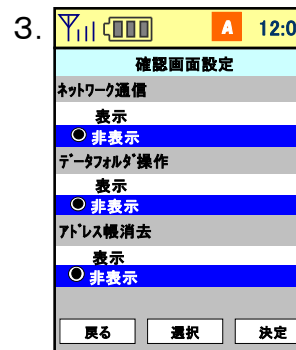 3.
A 12:0
確認画面設定
ネットワーク通信
表示
非表示
データフォルダ操作
表示
非表示
アドレス帳消去
表示
非表示
戻る 選択 決定